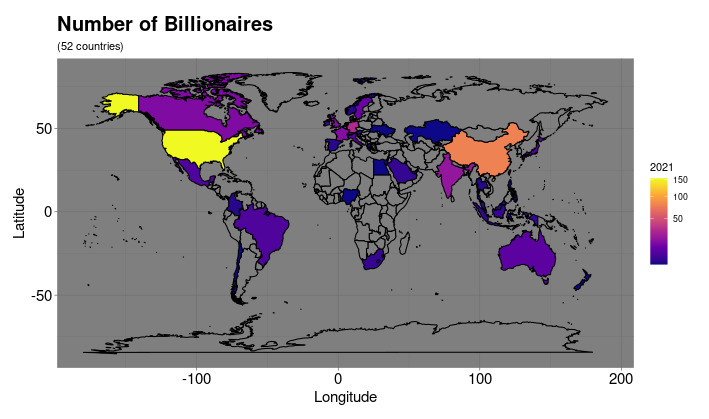 Number of Billionaires
(52 countries)
Latitude
50
0
-50
-100
0
100
200
Longitude
2021
150
100
50